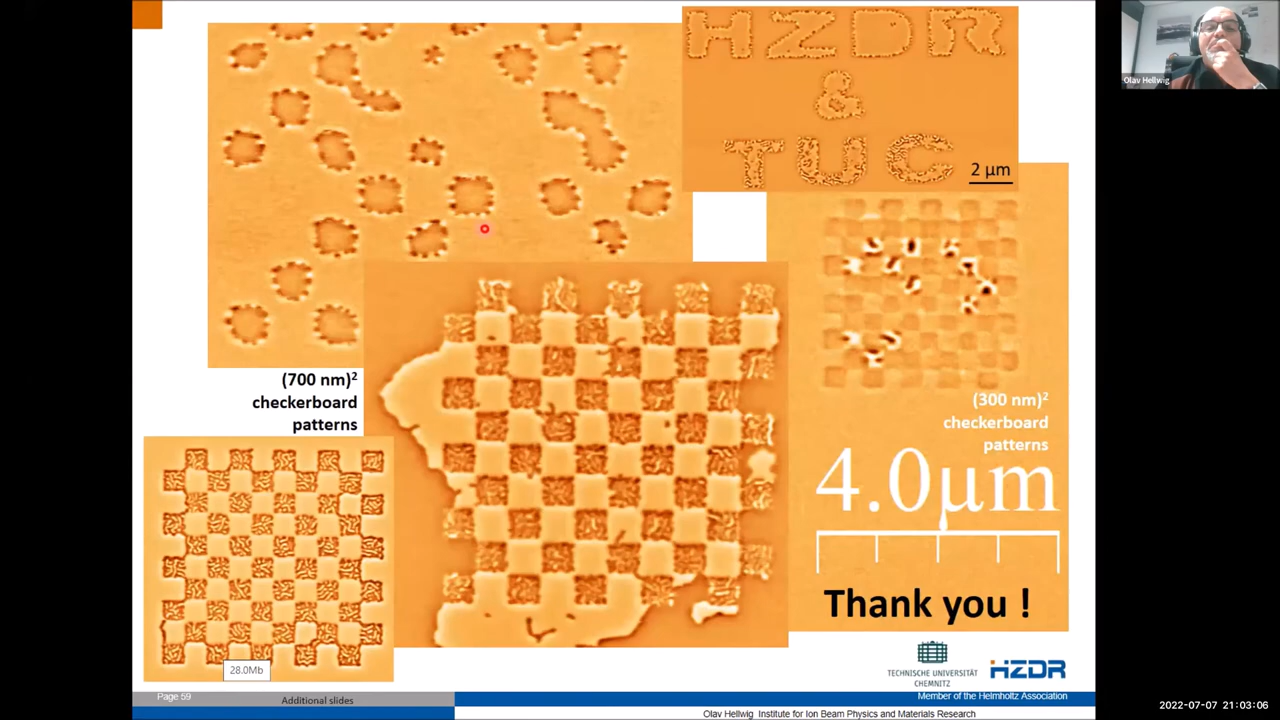 HZDR
&
TUC
2 µm
Olav Hellwig
(700 nm)²
checkerboard
patterns
(300 nm)²
checkerboard
patterns
4.0µm
Thank you !
28.0Mb
TECHNISCHE UNIVERSITÄT
CHEMNITZ
HZDR
Page 59
Additional slides
Member of the Helmholtz Association
Olav Hellwig Institute for Ion Beam Physics and Materials Research
2022-07-07 21:03:06